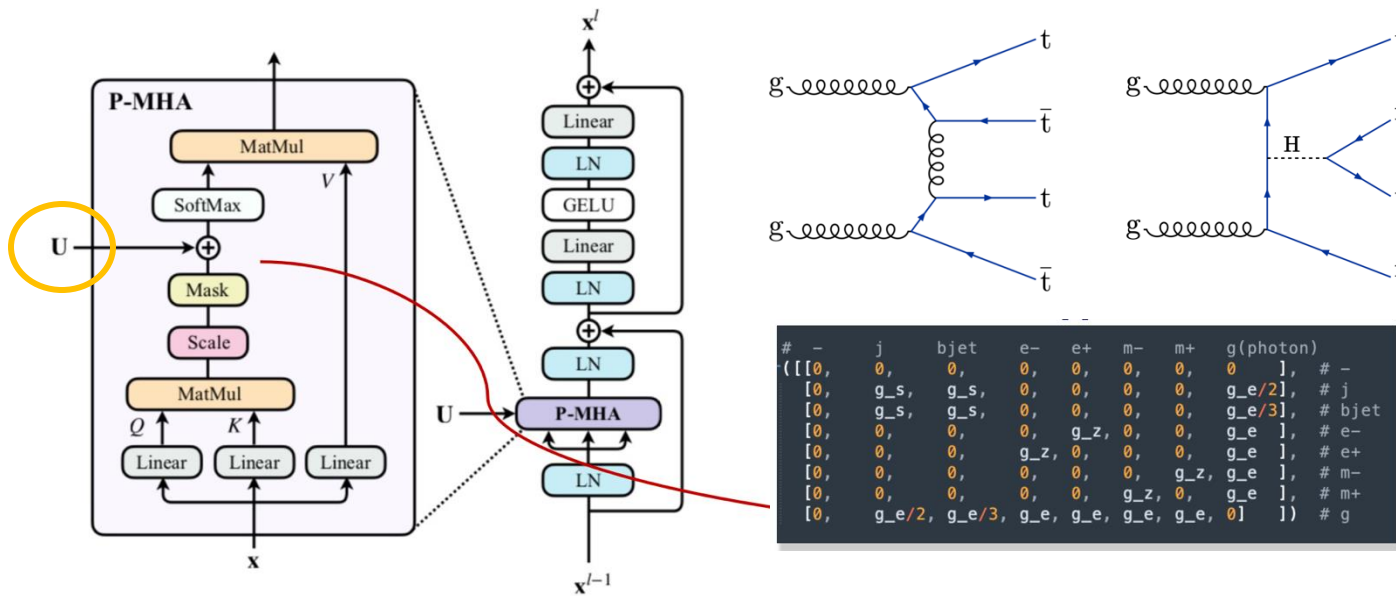 P-MHA
MatMul
V
SoftMax
U
+
Mask
Scale
MatMul
Q
K
Linear
Linear
Linear
x
x^l
+
Linear
LN
GELU
Linear
LN
+
LN
U
P-MHA
LN
x^{l-1}
g
t
t̄
g
t
t̄
g
H
g
# - j bjet e- e+ m- m+ g(photon)
([[0, 0, 0, 0, 0, 0, 0, 0 ], # -
[0, g_s, g_s, 0, 0, 0, 0, g_e/2], # j
[0, g_s, g_s, 0, 0, 0, 0, g_e/3], # bjet
[0, 0, 0, 0, g_z, 0, 0, g_e ], # e-
[0, 0, 0, g_z, 0, 0, 0, g_e ], # e+
[0, 0, 0, 0, 0, 0, g_z, g_e ], # m-
[0, 0, 0, 0, 0, g_z, 0, g_e ], # m+
[0, g_e/2, g_e/3, g_e, g_e, g_e, g_e, 0] ]) # g